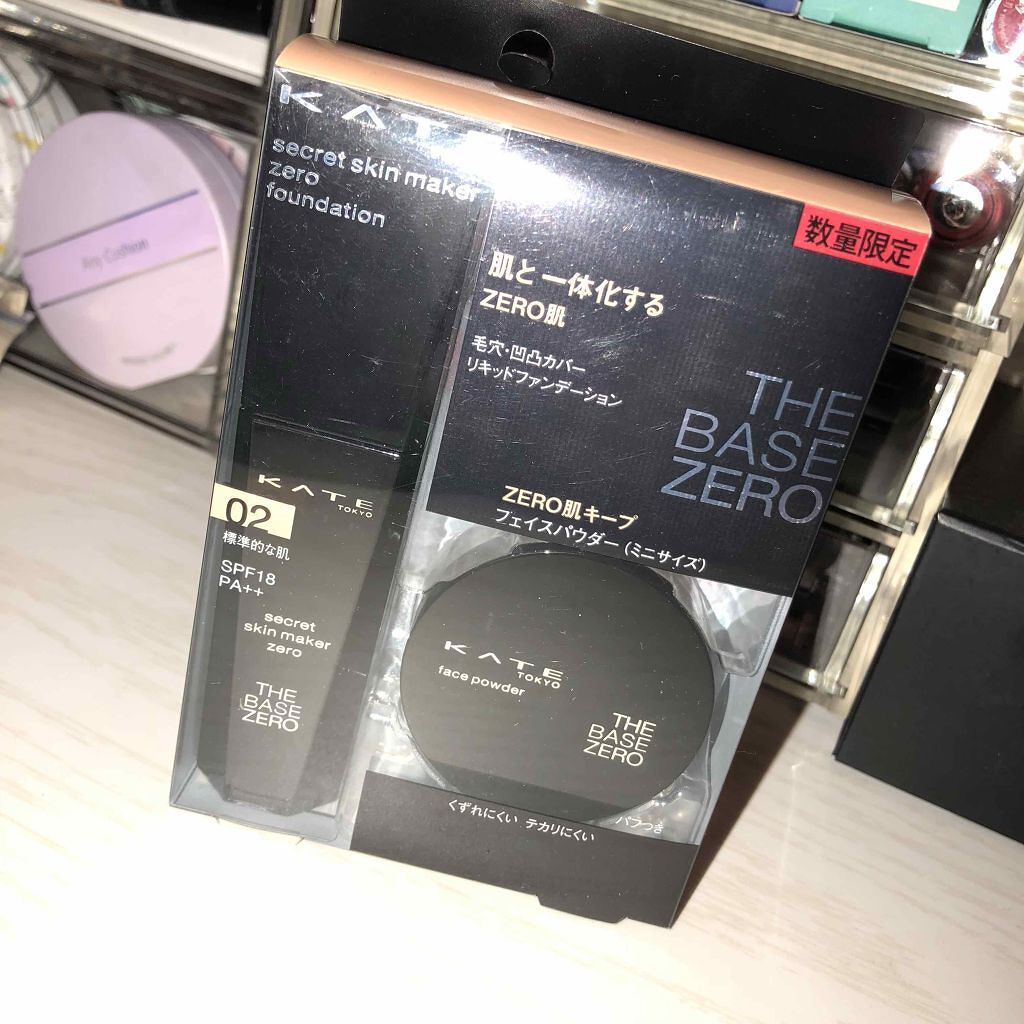 KATE
secret skin maker
zero
foundation
数量限定
肌と一体化する
ZERO肌
毛穴・凹凸カバー
リキッドファンデーション
THE
BASE
ZERO
ZERO肌キープ
フェイスパウダー (ミニサイズ)
KATE
TOKYO
02
標準的な肌
SPF18
PA++
secret
skin maker
zero
THE
BASE
ZERO
KATE
TOKYO
face powder
THE
BASE
ZERO
くずれにくい テカリにくい
パフつき
Airy Cushion